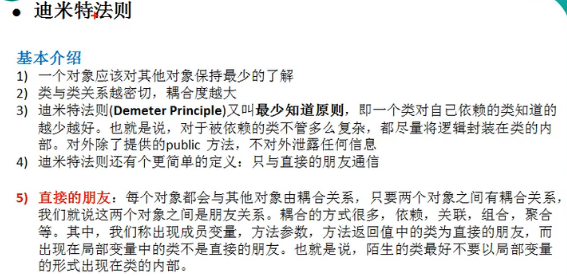 • 迪米特法则
基本介绍
1) 一个对象应该对其他对象保持最少的了解
2) 类与类关系越密切，耦合度越大
3) 迪米特法则(Demeter Principle)又叫最少知道原则，即一个类对自己依赖的类知道的
越少越好。也就是说，对于被依赖的类不管多么复杂，都尽量将逻辑封装在类的内
部。对外除了提供的public 方法，不对外泄露任何信息
4) 迪米特法则还有个更简单的定义：只与直接的朋友通信
5) 直接的朋友：每个对象都会与其他对象由耦合关系，只要两个对象之间有耦合关系，
我们就说这两个对象之间是朋友关系。耦合的方式很多，依赖，关联，组合，聚合
等。其中，我们称出现成员变量，方法参数，方法返回值中的类为直接的朋友，而
出现在局部变量中的类不是直接的朋友。也就是说，陌生的类最好不要以局部变量
的形式出现在类的内部。